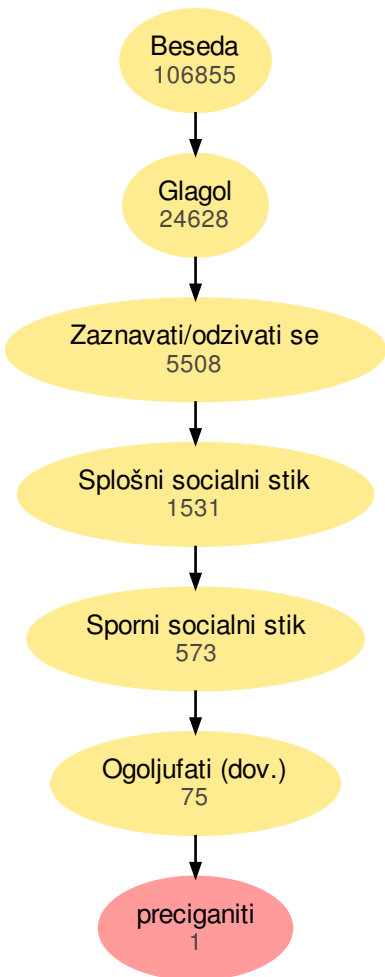 Beseda
106855
Glagol
24628
Zaznavati/odzivati se
5508
Splošni socialni stik
1531
Sporni socialni stik
573
Ogoljufati (dov.)
75
preciganiti
1